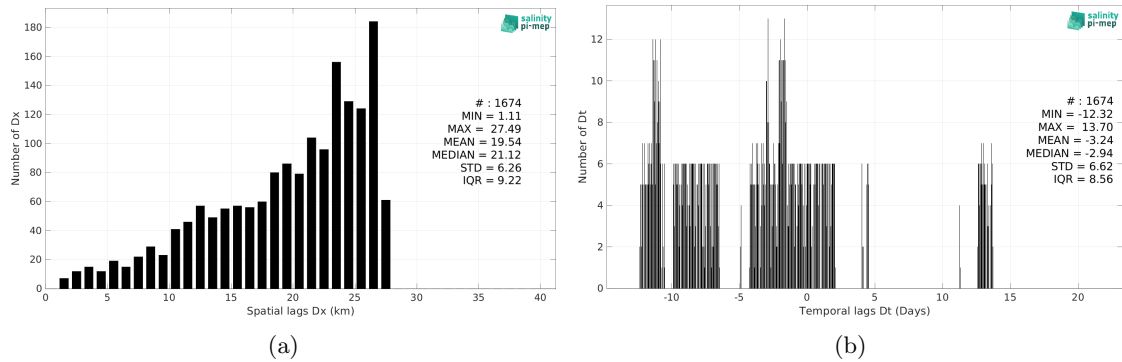 180
160
140
120
100
80
60
40
20
0
Number of Dx
0 5 10 15 20 25 30 35 40
Spatial lags Dx (km)
salinity
pi-mep
# : 1674
MIN = 1.11
MAX = 27.49
MEAN = 19.54
MEDIAN = 21.12
STD = 6.26
IQR = 9.22
(a)
12
10
8
6
4
2
0
Number of Dt
-10 -5 0 5 10 15 20
Temporal lags Dt (Days)
salinity
pi-mep
# : 1674
MIN = -12.32
MAX = 13.70
MEAN = -3.24
MEDIAN = -2.94
STD = 6.62
IQR = 8.56
(b)